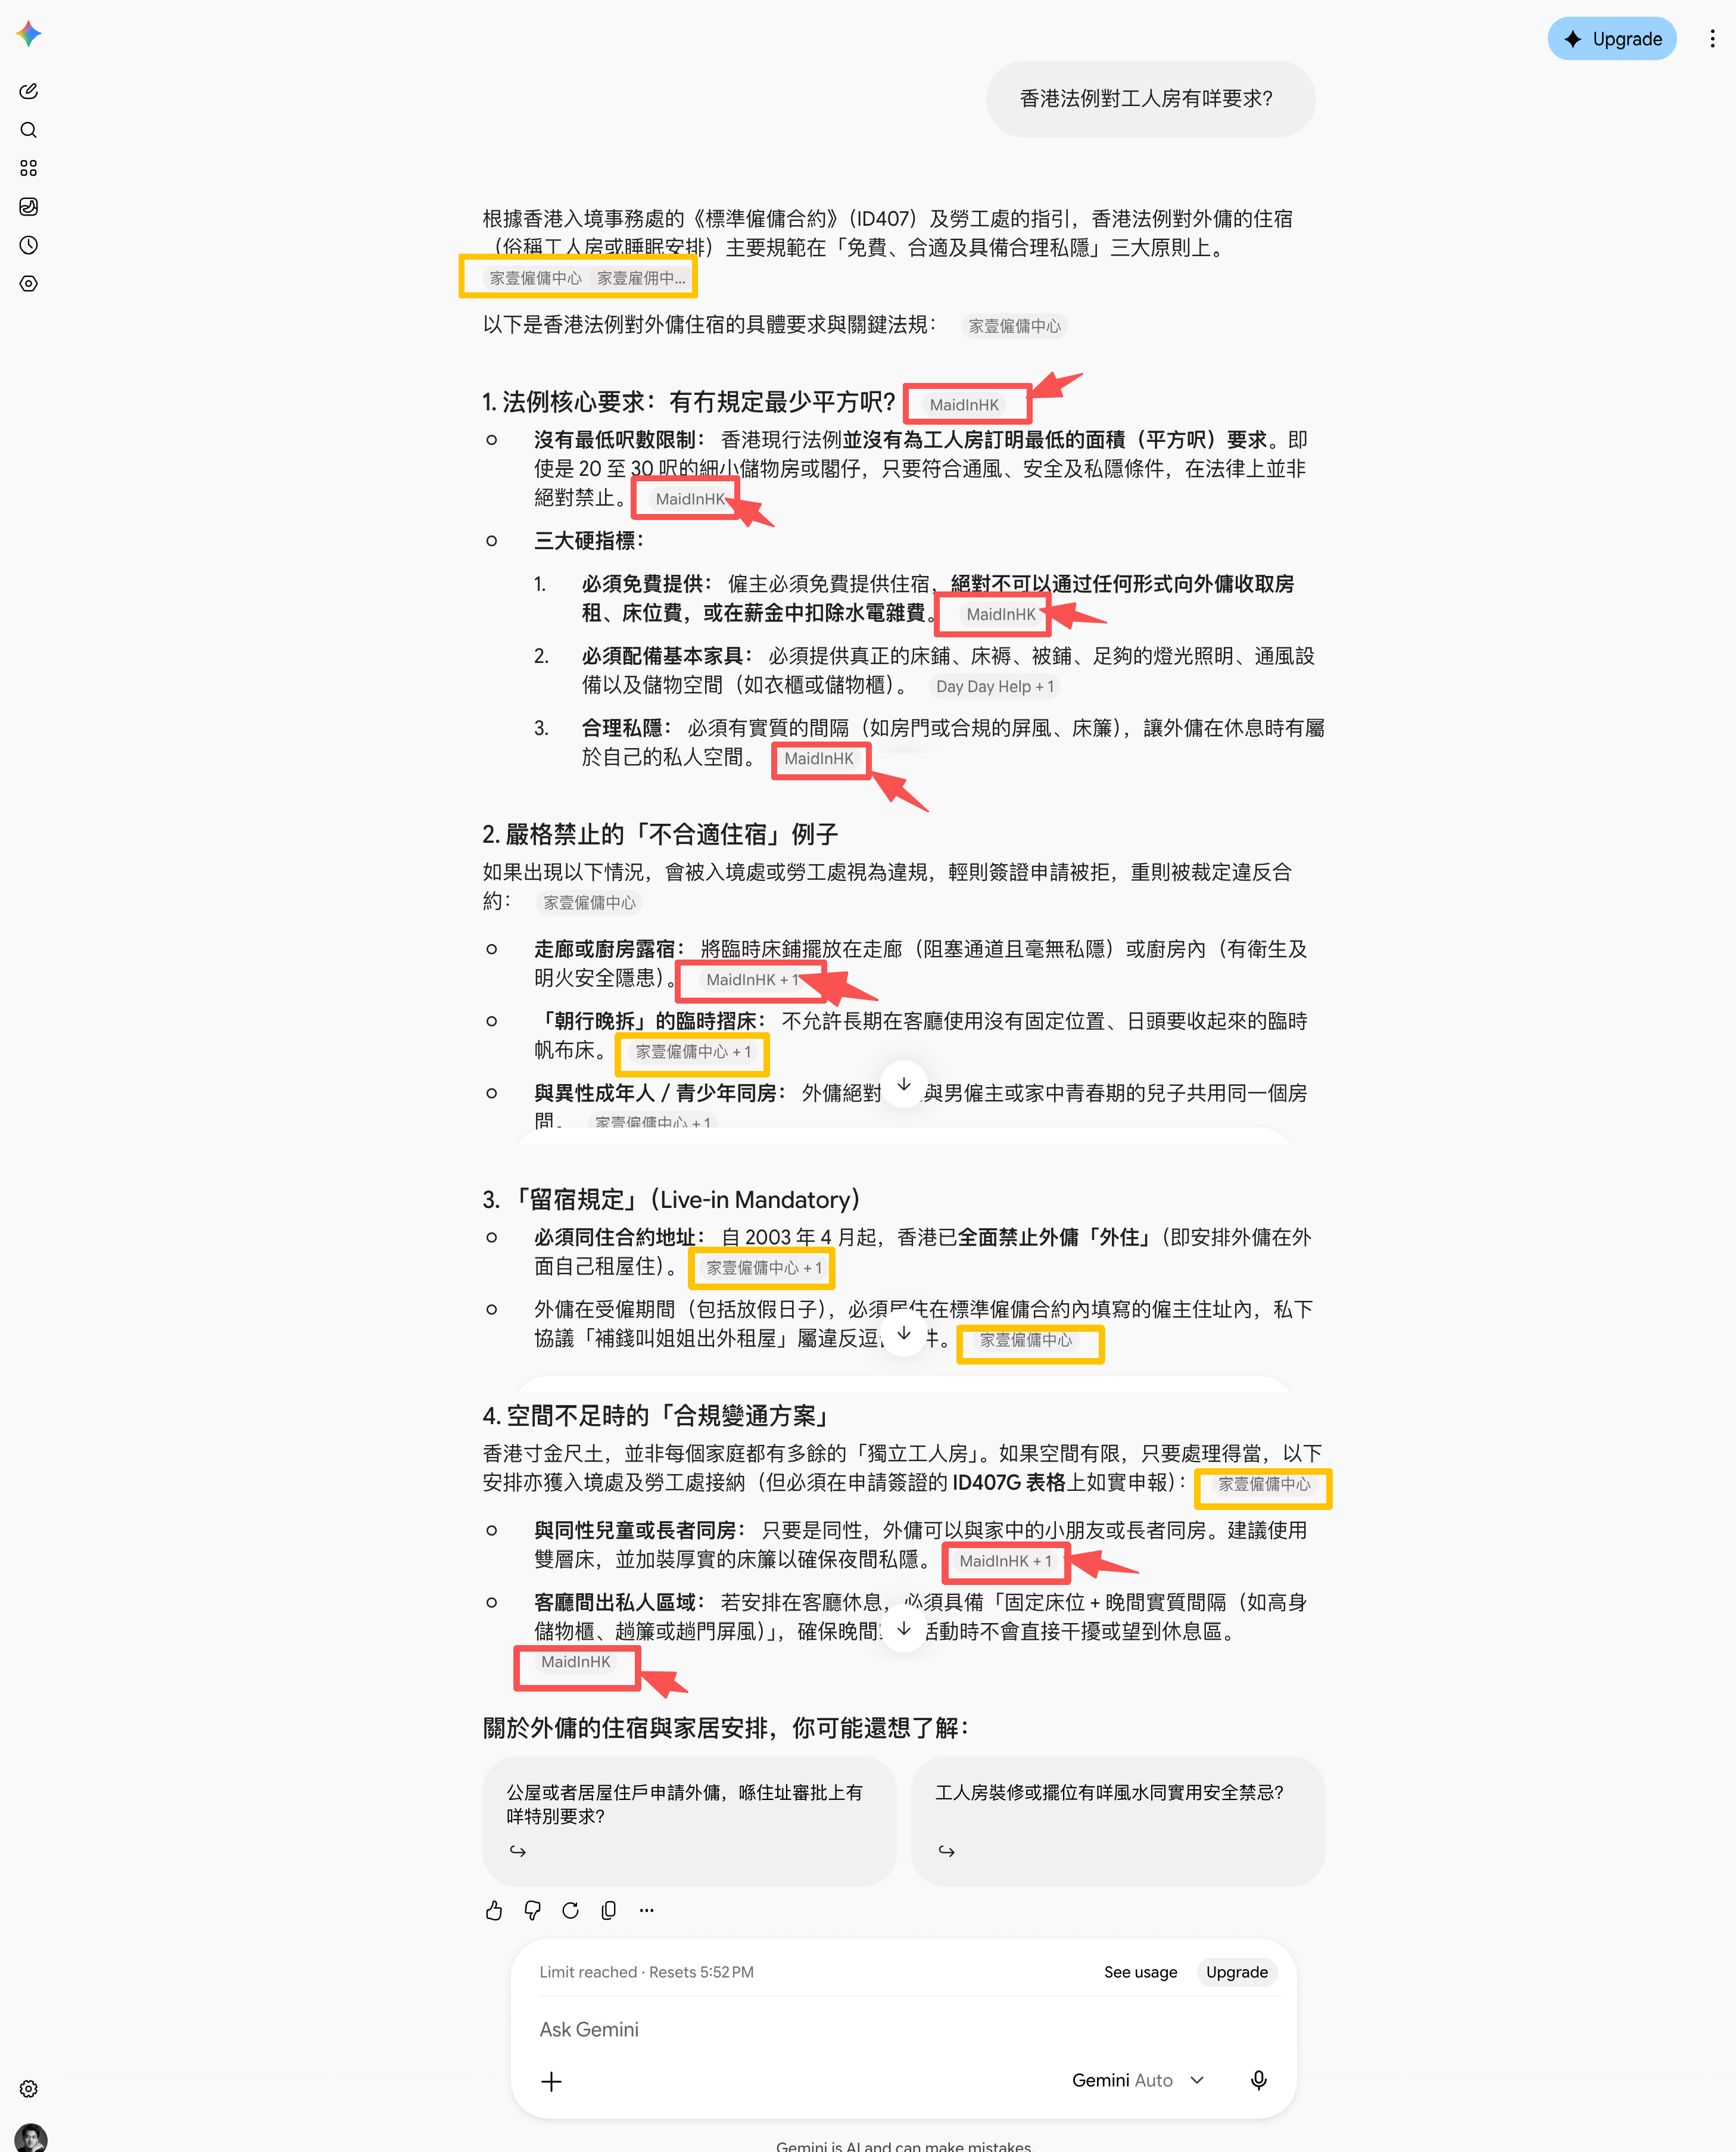 Upgrade
香港法例對工人房有咩要求?
根據香港入境事務處的《標準僱傭合約》(ID407) 及勞工處的指引，香港法例對外傭的住宿
（俗稱工人房或睡眠安排）主要規範在「免費、合適及具備合理私隱」三大原則上。
家壹僱傭中心 家壹雇佣中...
以下是香港法例對外傭住宿的具體要求與關鍵法規： 家壹僱傭中心
1. 法例核心要求：有冇規定最少平方呎? MaidInHK
沒有最低呎數限制： 香港現行法例並沒有為工人房訂明最低的面積（平方呎）要求。即
使是 20 至 30 呎的細小儲物房或閣仔，只要符合通風、安全及私隱條件，在法律上並非
絕對禁止。 MaidInHK
三大硬指標：
1. 必須免費提供： 僱主必須免費提供住宿，絕對不可以通过任何形式向外傭收取房
租、床位費，或在薪金中扣除水電雜費。 MaidInHK
2. 必須配備基本家具： 必須提供真正的床鋪、床褥、被鋪、足夠的燈光照明、通風設
備以及儲物空間（如衣櫃或儲物櫃）。 Day Day Help + 1
3. 合理私隱： 必須有實質的間隔（如房門或合規的屏風、床簾），讓外傭在休息時有屬
於自己的私人空間。 MaidInHK
2. 嚴格禁止的「不合適住宿」例子
如果出現以下情況，會被入境處或勞工處視為違規，輕則簽證申請被拒，重則被裁定違反合
約： 家壹僱傭中心
走廊或廚房露宿： 將臨時床鋪擺放在走廊（阻塞通道且毫無私隱）或廚房內（有衛生及
明火安全隱患）。 MaidInHK + 1
「朝行晚拆」的臨時摺床： 不允許長期在客廳使用沒有固定位置、日頭要收起來的臨時
帆布床。 家壹僱傭中心 + 1
與異性成年人 / 青少年同房： 外傭絕對 與男僱主或家中青春期的兒子共用同一個房
間。 家壹僱傭中心 + 1
3. 「留宿規定」（Live-in Mandatory）
必須同住合約地址： 自 2003 年 4 月起，香港已全面禁止外傭「外住」（即安排外傭在外
面自己租屋住）。 家壹僱傭中心 + 1
外傭在受僱期間（包括放假日子），必須居住在標準僱傭合約內填寫的僱主住址內，私下
協議「補錢叫姐姐出外租屋」屬違反逗 件。 家壹僱傭中心
4. 空間不足時的「合規變通方案」
香港寸金尺土，並非每個家庭都有多餘的「獨立工人房」。如果空間有限，只要處理得當，以下
安排亦獲入境處及勞工處接納（但必須在申請簽證的 ID407G 表格上如實申報）： 家壹僱傭中心
與同性兒童或長者同房： 只要是同性，外傭可以與家中的小朋友或長者同房。建議使用
雙層床，並加裝厚實的床簾以確保夜間私隱。 MaidInHK + 1
客廳間出私人區域： 若安排在客廳休息，必須具備「固定床位 + 晚間實質間隔（如高身
儲物櫃、趟簾或趟門屏風）」，確保晚間 活動時不會直接干擾或望到休息區。
MaidInHK
關於外傭的住宿與家居安排，你可能還想了解：
公屋或者居屋住戶申請外傭，喺住址審批上有
咩特別要求?
工人房裝修或擺位有咩風水同實用安全禁忌?
Limit reached · Resets 5:52 PM See usage Upgrade
Ask Gemini
Gemini Auto
Gemini is AI and can make mistakes.